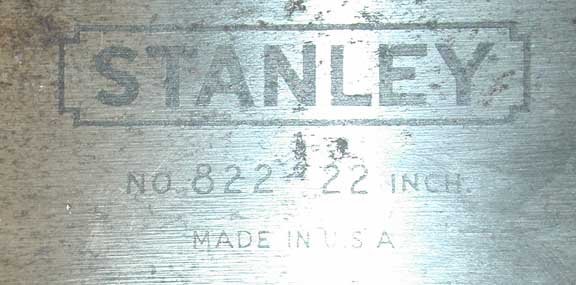 STANLEY
NO. 822 - 22 INCH.
MADE IN U.S.A